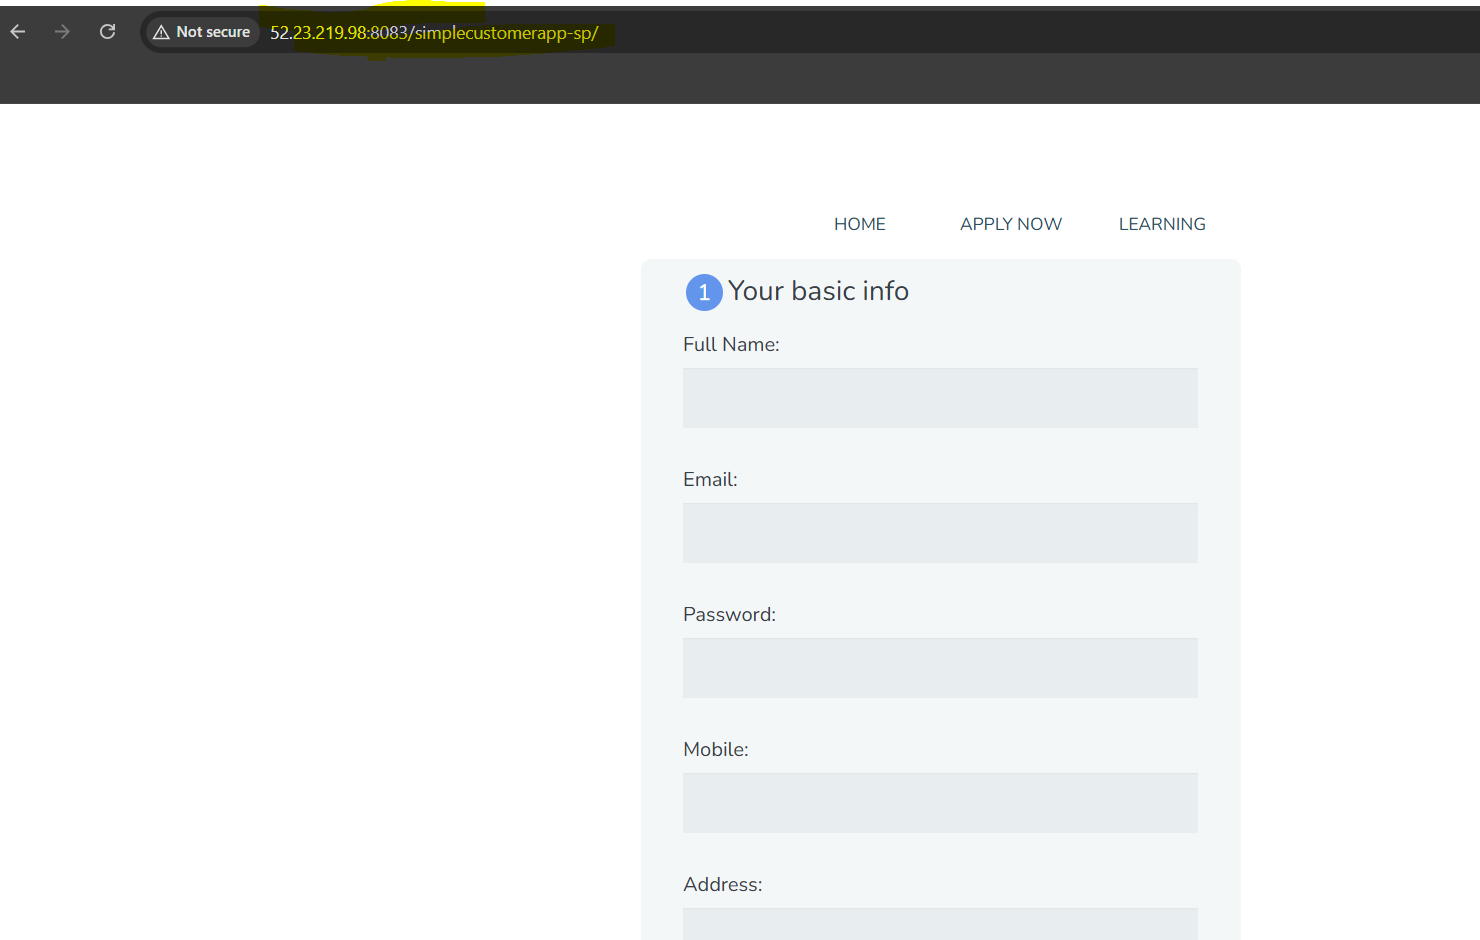 Not secure 52.23.219.98:8083/simplecustomerapp-sp/
HOME APPLY NOW LEARNING
1 Your basic info
Full Name:
Email:
Password:
Mobile:
Address: